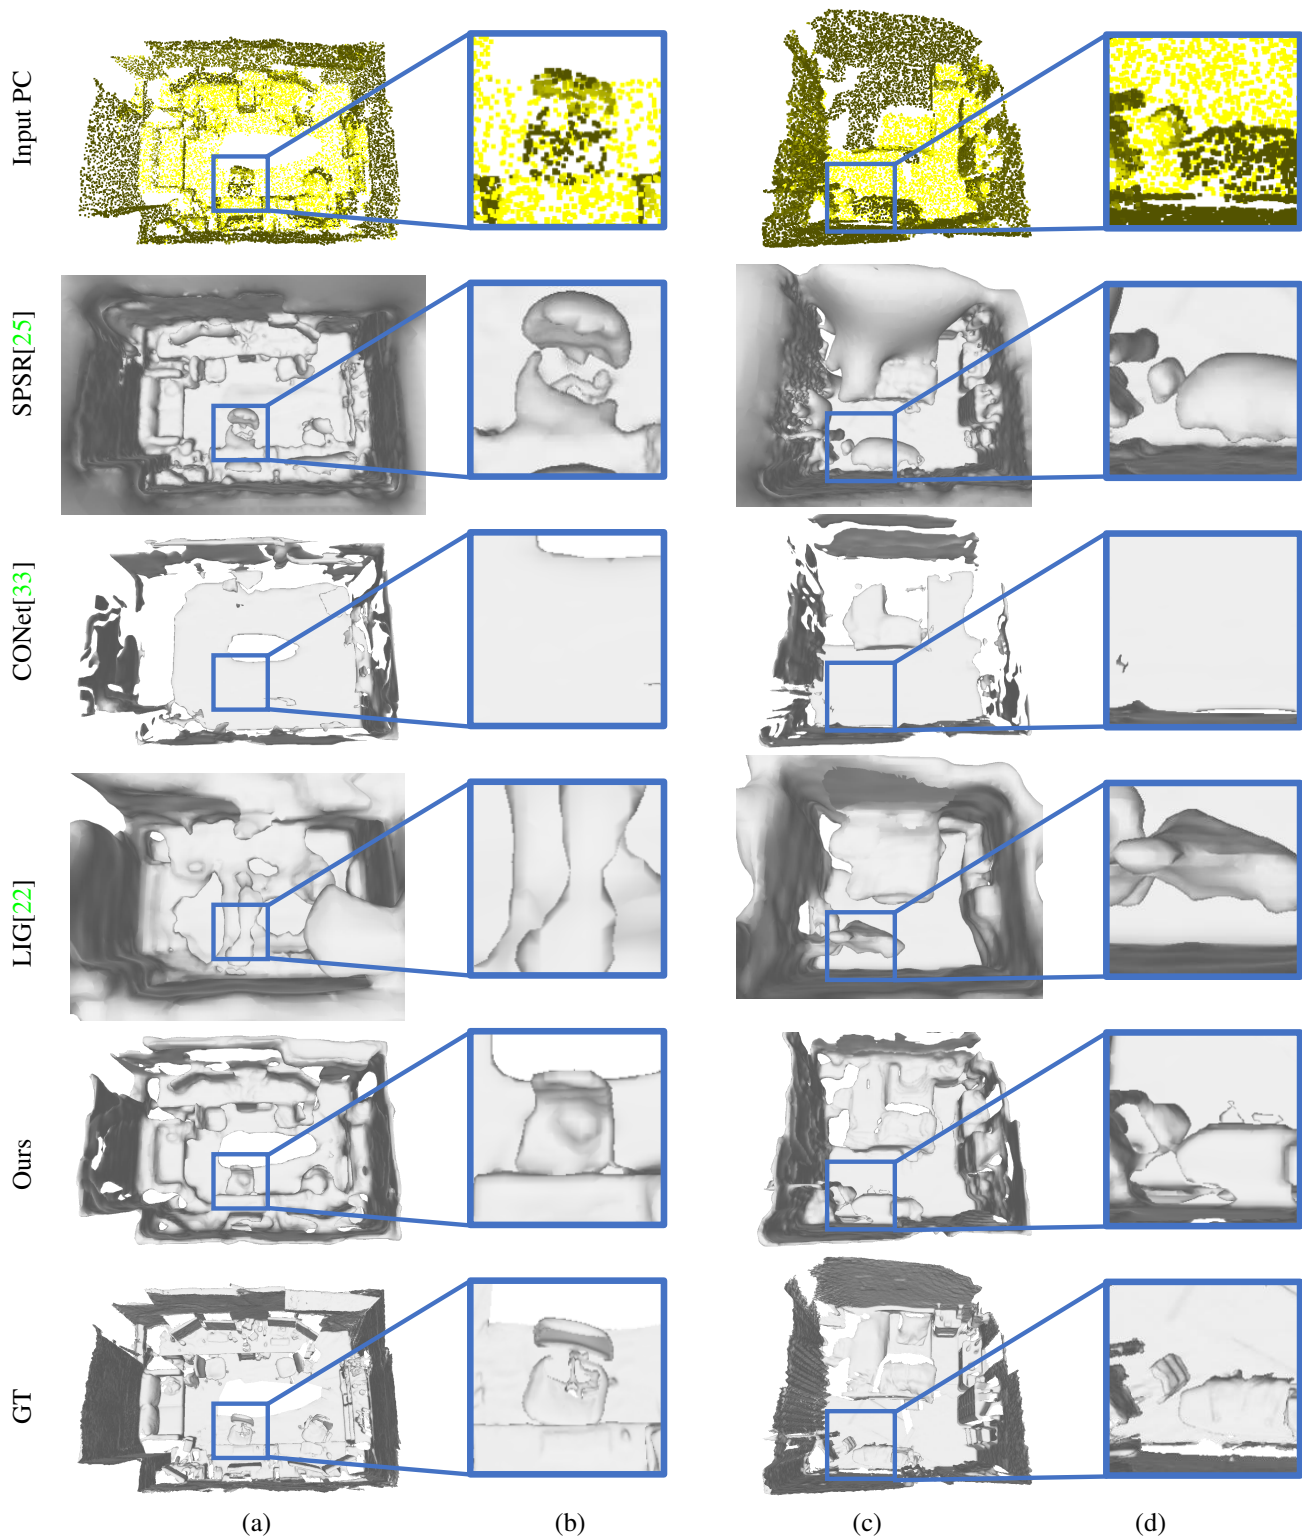 Input PC
SPSR[25]
CONet[33]
LIG[22]
Ours
GT
(a) (b) (c) (d)